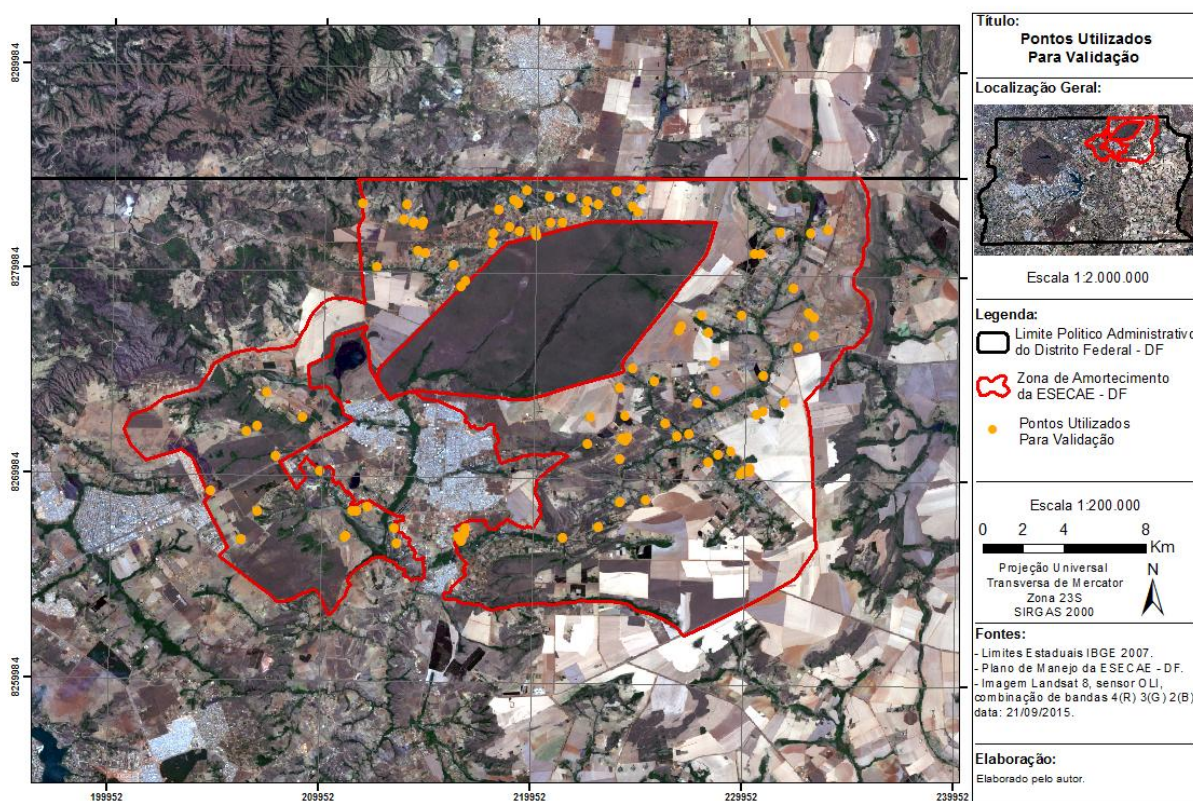 Título:
Pontos Utilizados
Para Validação
Localização Geral:
Escala 1:2.000.000
Legenda:
Limite Politico Administrativo
do Distrito Federal - DF
Zona de Amortecimento
da ESECAE - DF
Pontos Utilizados
Para Validação
Escala 1:200.000
0 2 4 8
Km
Projeção Universal
Transversa de Mercator
Zona 23S
SIRGAS 2000
N
Fontes:
- Limites Estaduais IBGE 2007.
- Plano de Manejo da ESECAE - DF.
- Imagem Landsat 8, sensor OLI,
combinação de bandas 4(R) 3(G) 2(B)
data: 21/09/2015.
Elaboração:
Elaborado pelo autor.
8289984
8279984
8269984
8259984
199952 209952 219952 229952 239952